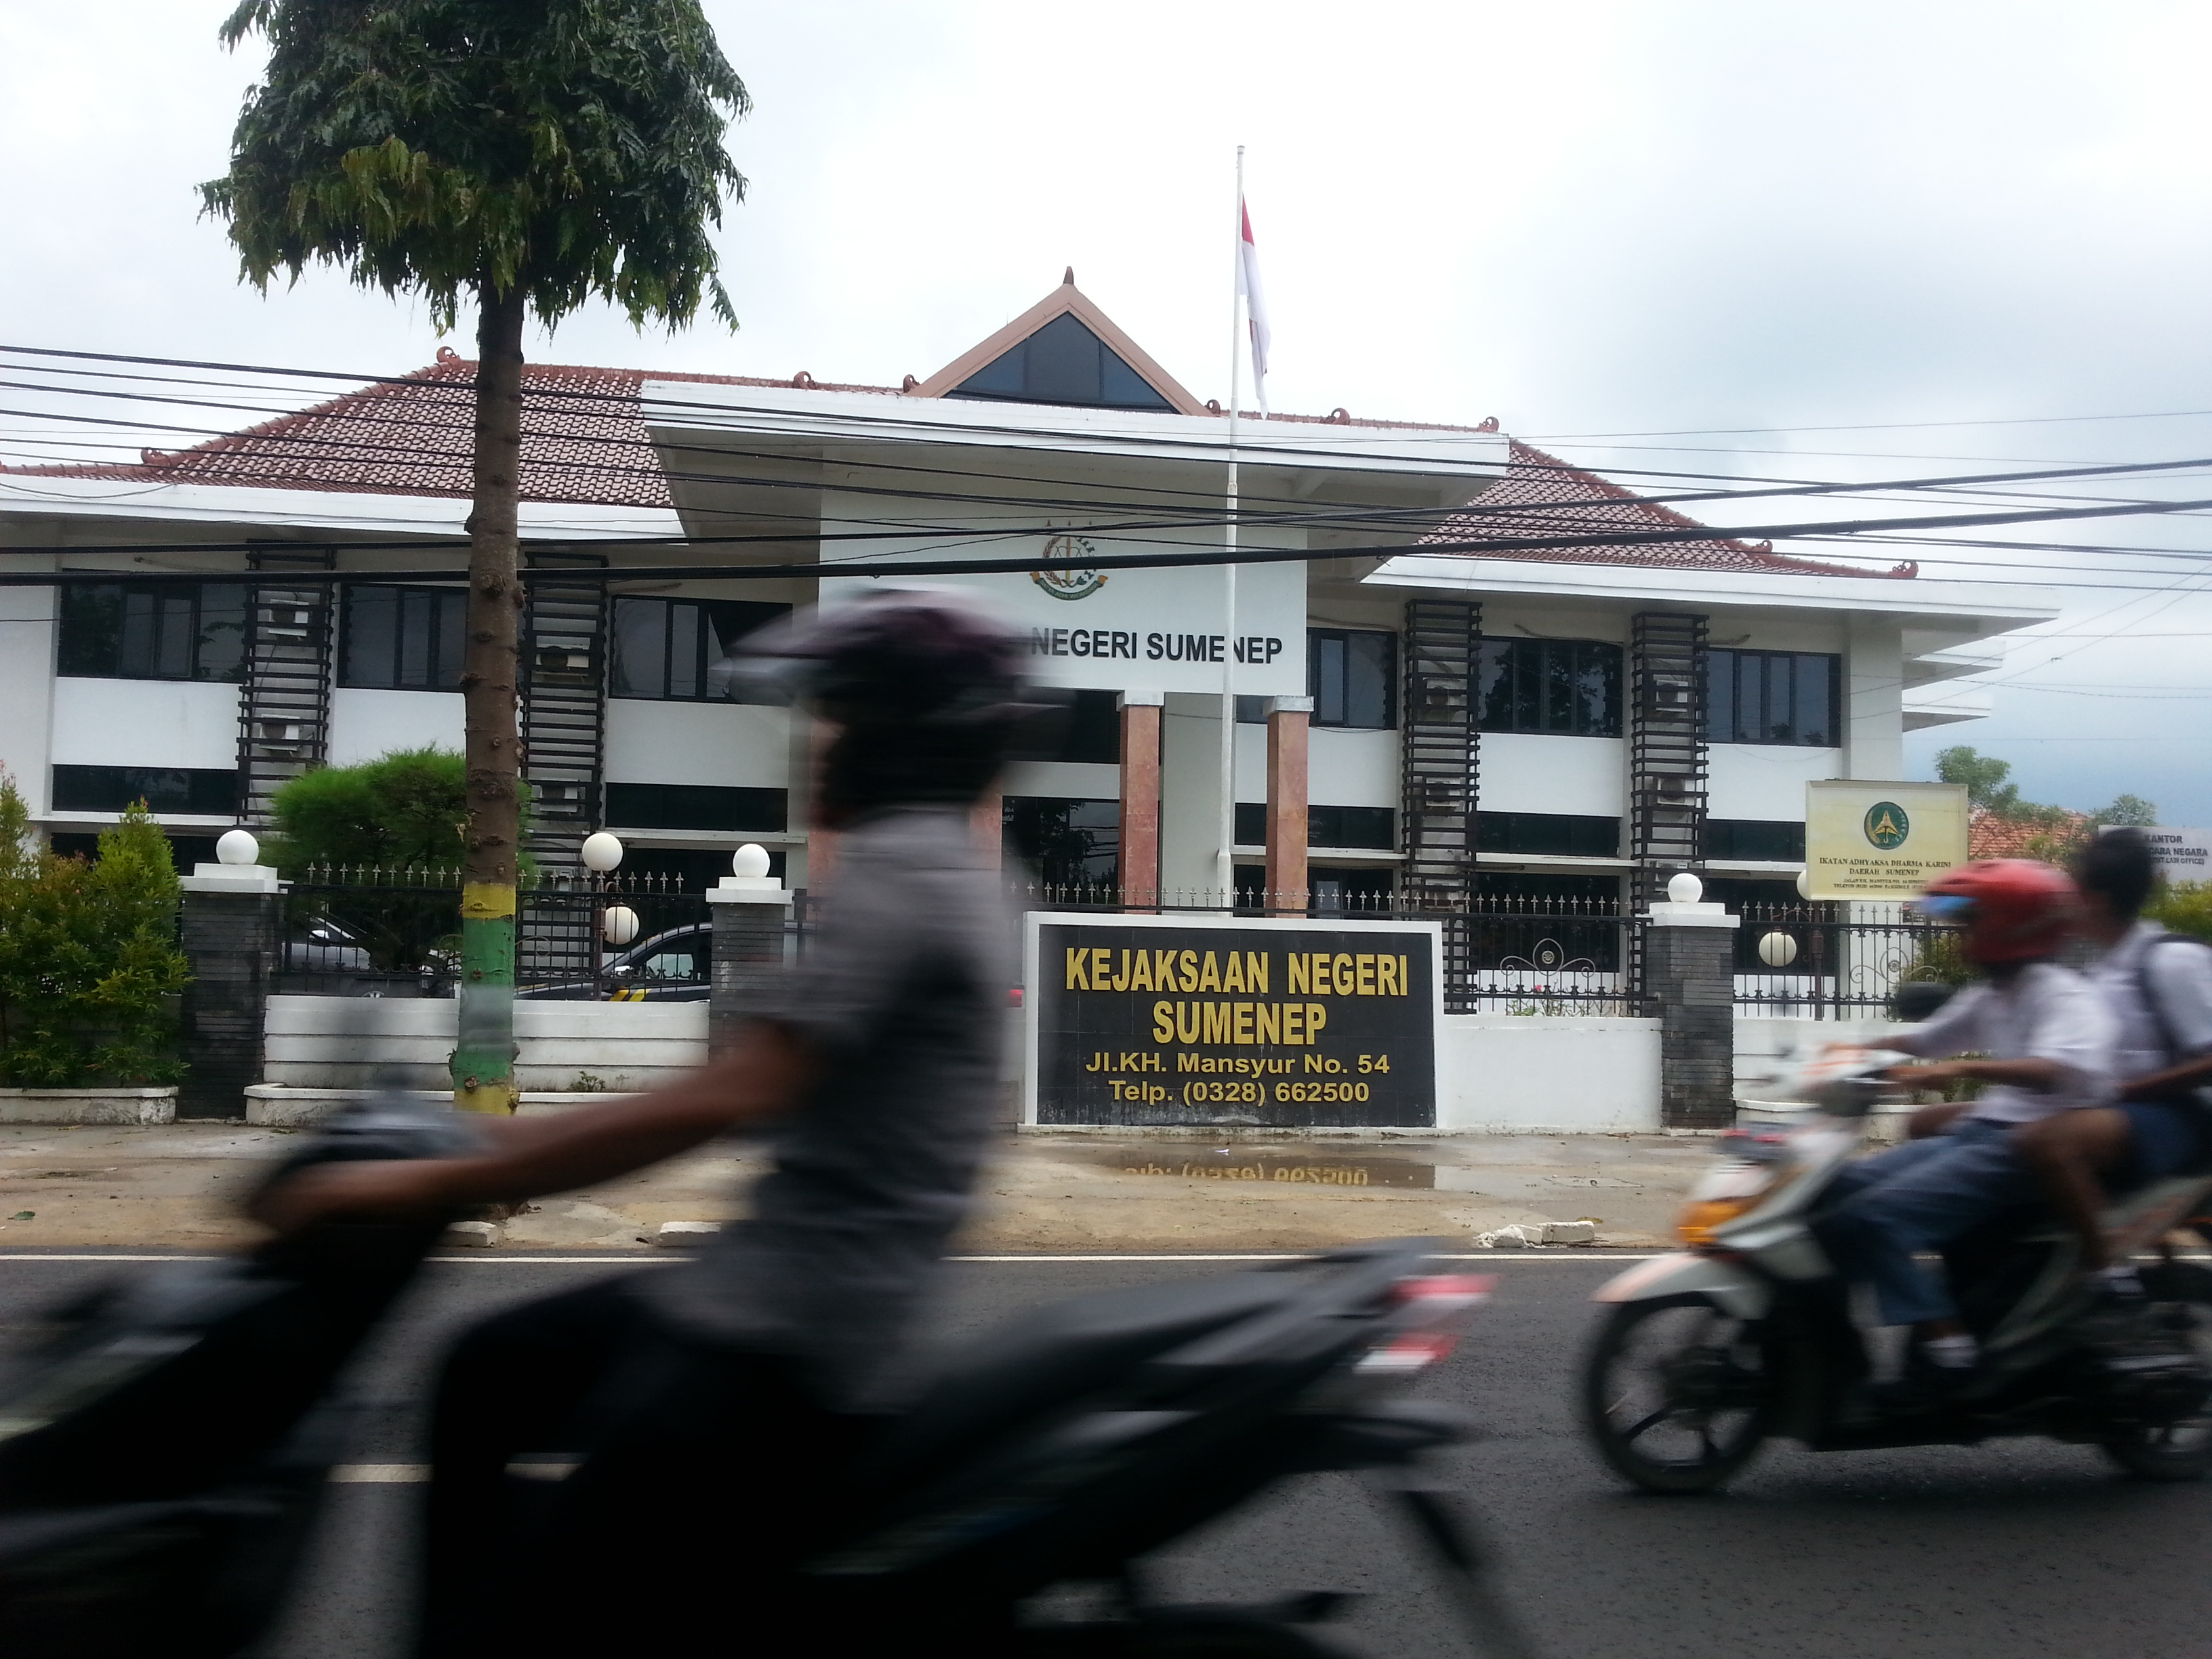 NEGERI SUMENEP
KEJAKSAAN NEGERI
SUMENEP
Jl.KH. Mansyur No. 54
Telp. (0328) 662500
IKATAN ADHYAKSA DHARMA KARINI
DAERAH SUMENEP
KANTOR
NEGARA